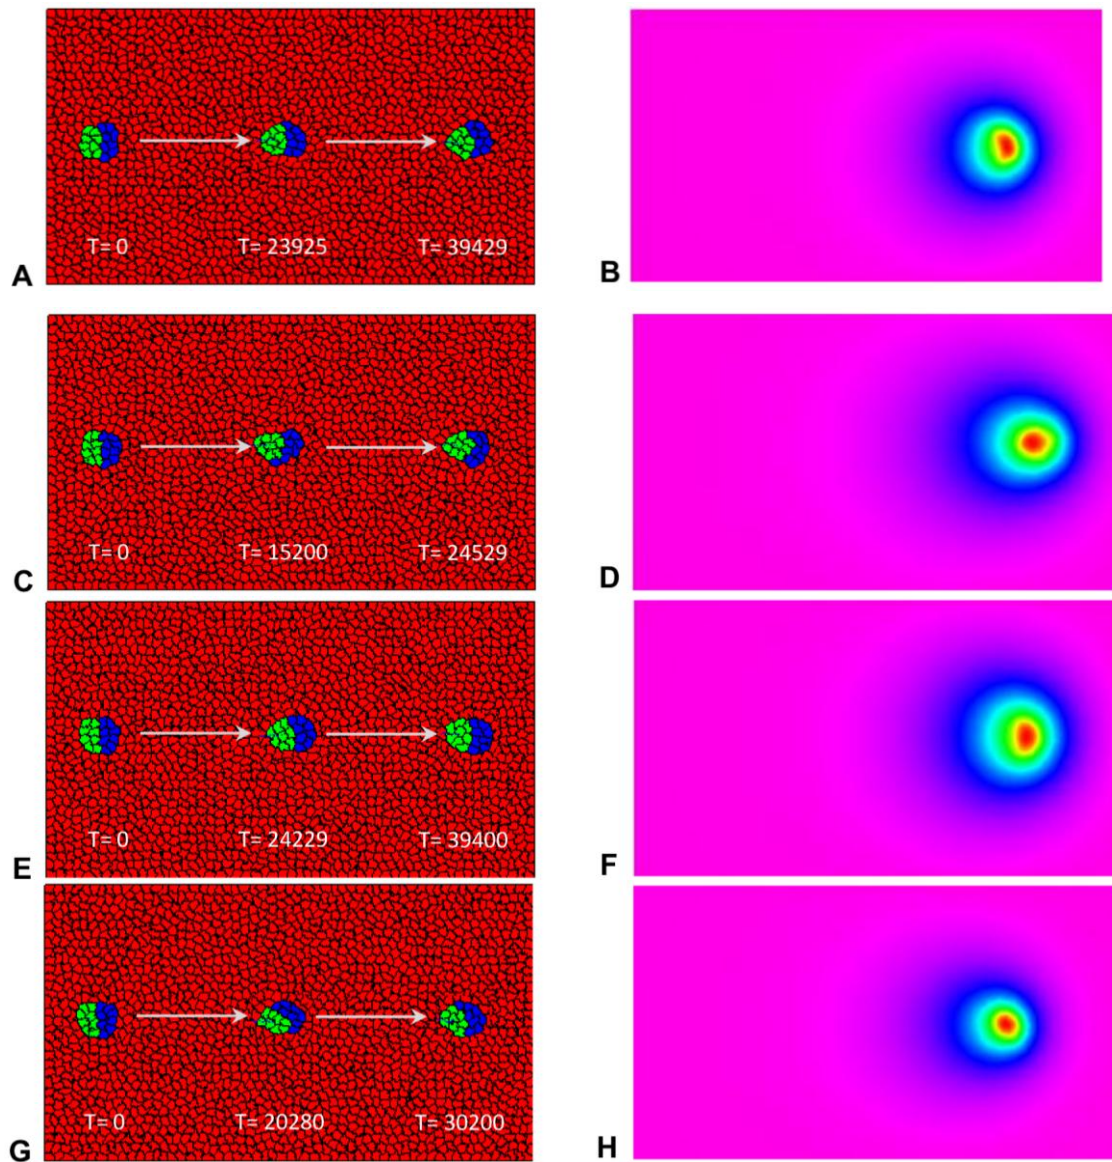 T= 0 T= 23925 T= 39429
A B
T= 0 T= 15200 T= 24529
C D
T= 0 T= 24229 T= 39400
E F
T= 0 T= 20280 T= 30200
G H